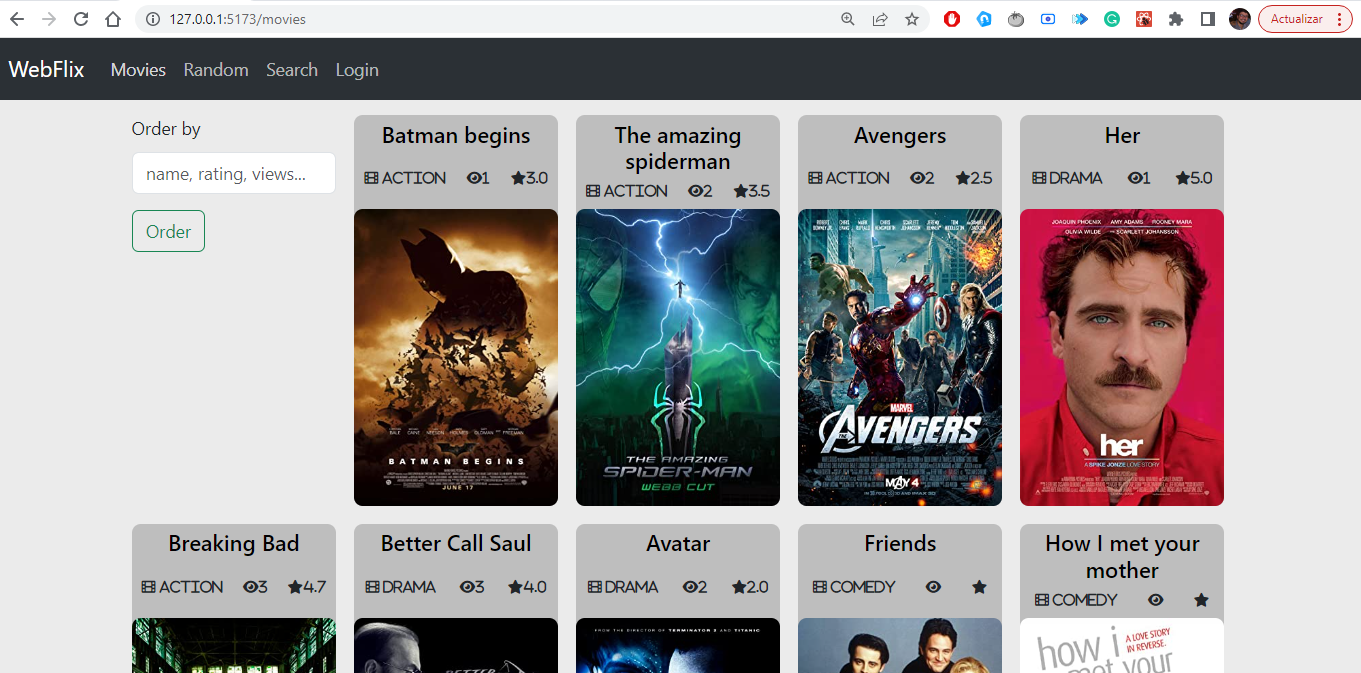 127.0.0.1:5173/movies
Actualizar
WebFlix Movies Random Search Login
Order by
name, rating, views...
Order
Batman begins
ACTION 1 3.0
BATMAN BEGINS
JUNE 17
The amazing
spiderman
ACTION 2 3.5
THE AMAZING
SPIDER-MAN
WEBB CUT
Avengers
ACTION 2 2.5
MARVEL
THE AVENGERS
MAY 4
Her
DRAMA 1 5.0
JOAQUIN PHOENIX AMY ADAMS ROONEY MARA
OLIVIA WILDE AND SCARLETT JOHANSSON
her
A SPIKE JONZE LOVE STORY
Breaking Bad
ACTION 3 4.7
Better Call Saul
DRAMA 3 4.0
BETTER
Avatar
DRAMA 2 2.0
FROM THE DIRECTOR OF TERMINATOR 2 AND TITANIC
Friends
COMEDY
How I met your
mother
COMEDY
how i
met your
A LOVE STORY
IN REVERSE.